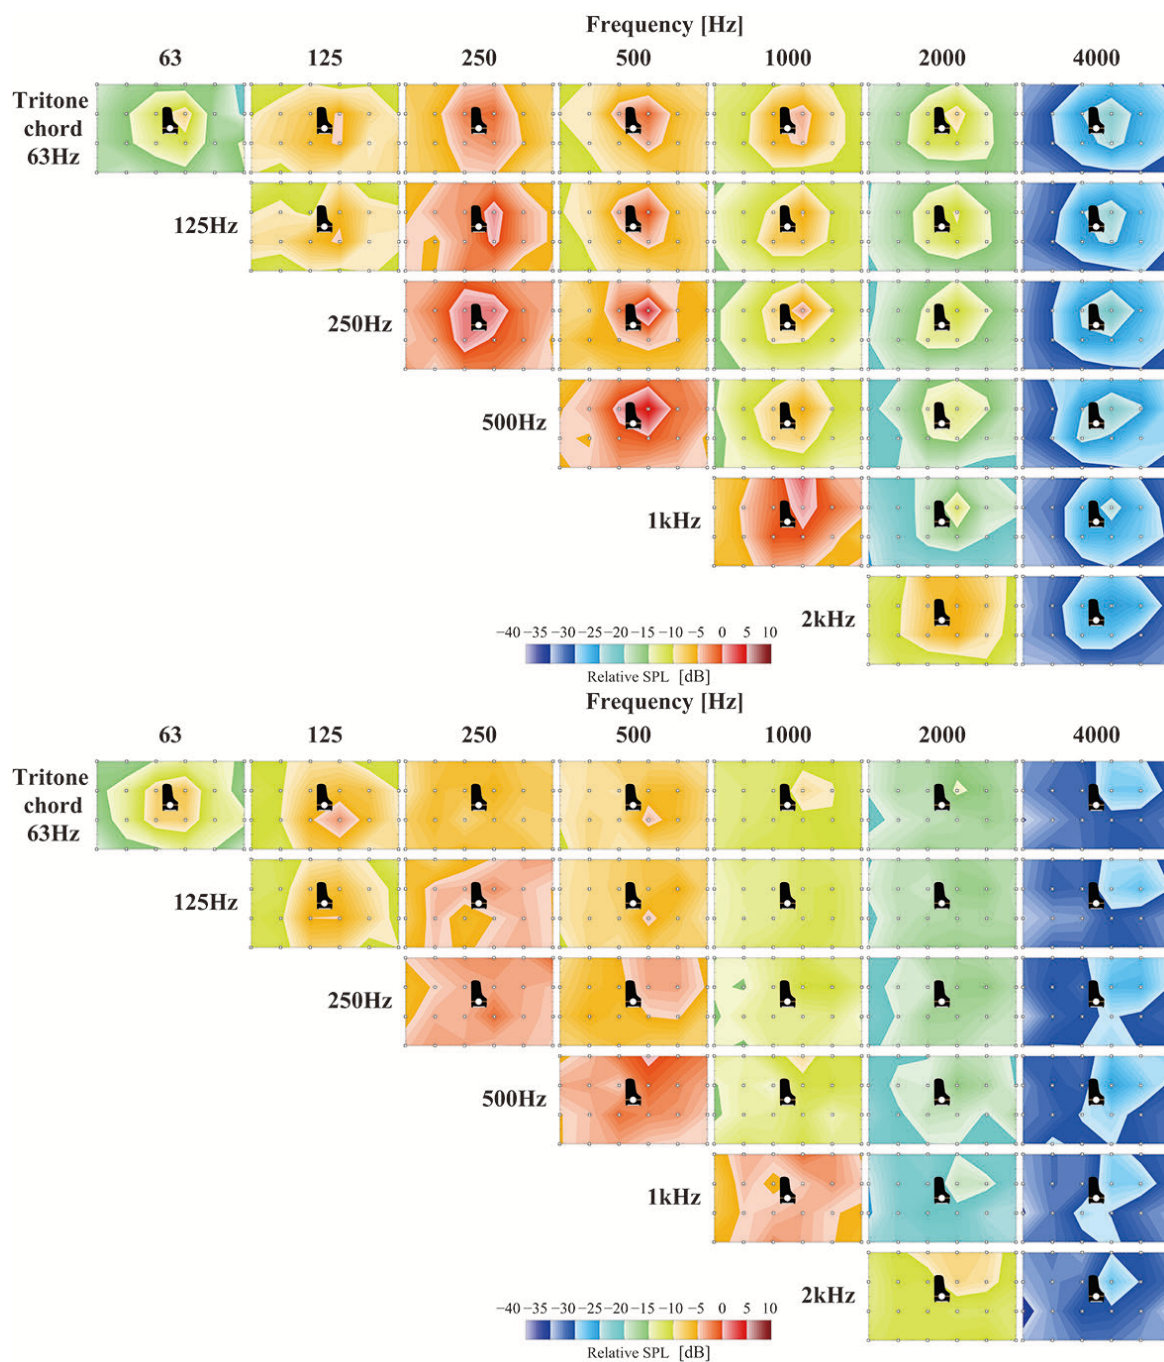 Frequency [Hz]
63 125 250 500 1000 2000 4000
Tritone
chord
63Hz
125Hz
250Hz
500Hz
1kHz
2kHz
−40 −35 −30 −25 −20 −15 −10 −5 0 5 10
Relative SPL [dB]
Frequency [Hz]
63 125 250 500 1000 2000 4000
Tritone
chord
63Hz
125Hz
250Hz
500Hz
1kHz
2kHz
−40 −35 −30 −25 −20 −15 −10 −5 0 5 10
Relative SPL [dB]